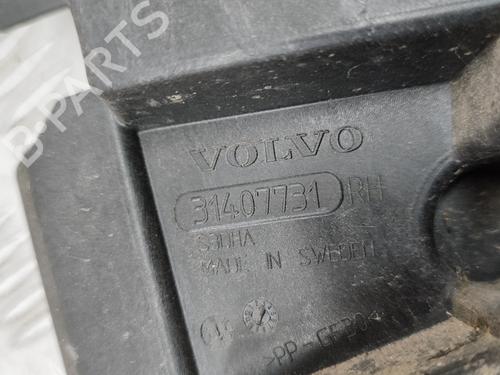 B-PARTS
VOLVO
31407731 RH
MADE IN SWEDEN
>PP-GF30<